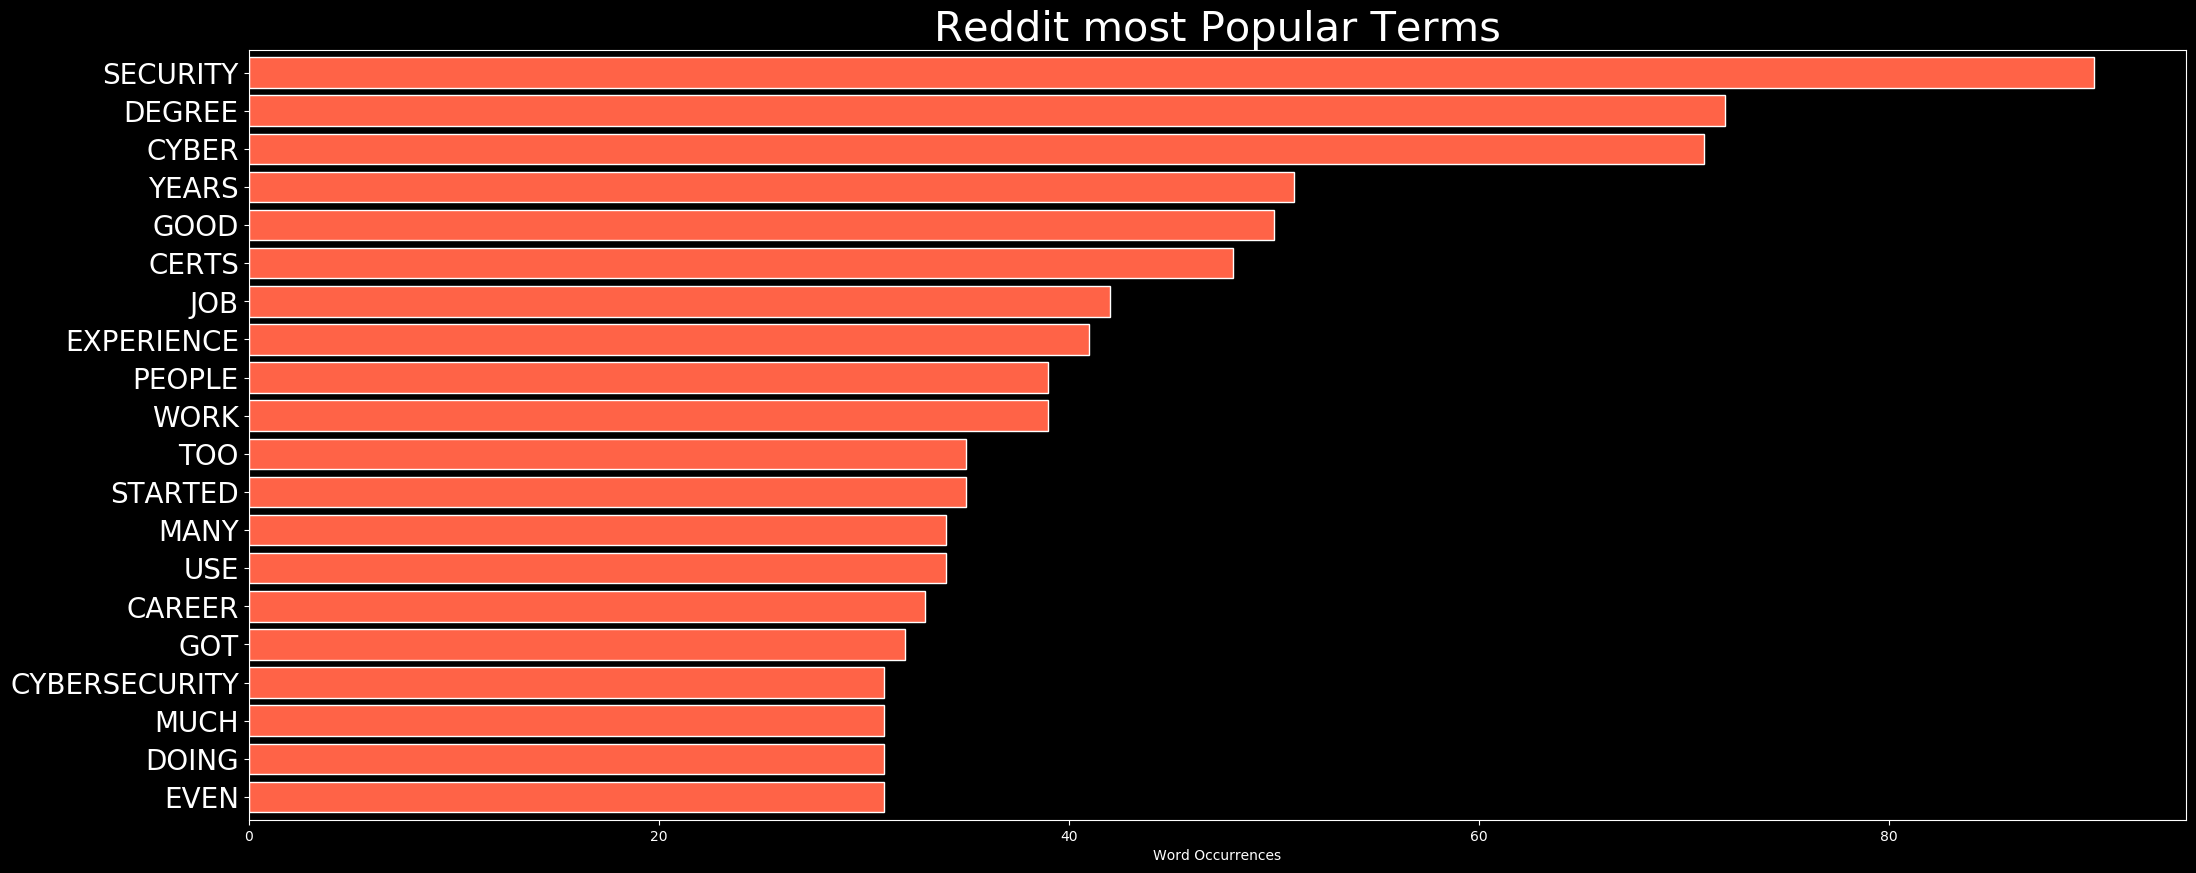 Reddit most Popular Terms
SECURITY
DEGREE
CYBER
YEARS
GOOD
CERTS
JOB
EXPERIENCE
PEOPLE
WORK
TOO
STARTED
MANY
USE
CAREER
GOT
CYBERSECURITY
MUCH
DOING
EVEN
0 20 40 60 80
Word Occurrences